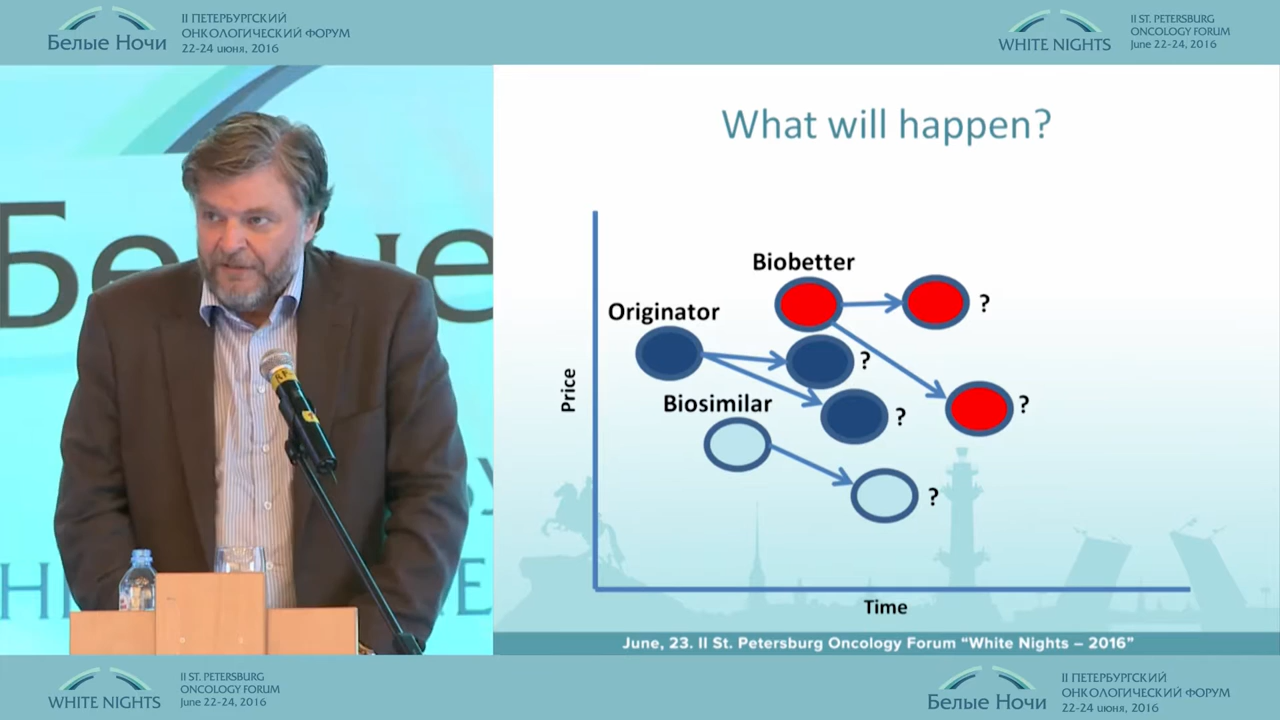 Белые Ночи
II ПЕТЕРБУРГСКИЙ
ОНКОЛОГИЧЕСКИЙ ФОРУМ
22-24 июня, 2016
WHITE NIGHTS
II ST. PETERSBURG
ONCOLOGY FORUM
June 22-24, 2016
What will happen?
Biobetter
Originator
?
?
Biosimilar
?
?
?
Price
Time
June, 23. II St. Petersburg Oncology Forum “White Nights – 2016”
WHITE NIGHTS
II ST. PETERSBURG
ONCOLOGY FORUM
June 22-24, 2016
Белые Ночи
II ПЕТЕРБУРГСКИЙ
ОНКОЛОГИЧЕСКИЙ ФОРУМ
22-24 июня, 2016